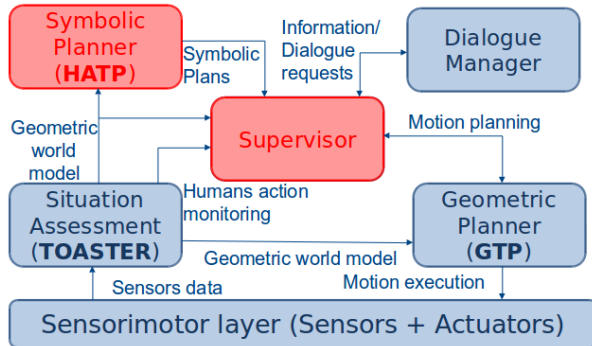 Symbolic
Planner
(HATP)
Symbolic
Plans
Information/
Dialogue
requests
Dialogue
Manager
Geometric
world
model
Supervisor
Motion planning
Situation
Assessment
(TOASTER)
Humans action
monitoring
Geometric
Planner
(GTP)
Geometric world model
Sensors data
Motion execution
Sensorimotor layer (Sensors + Actuators)